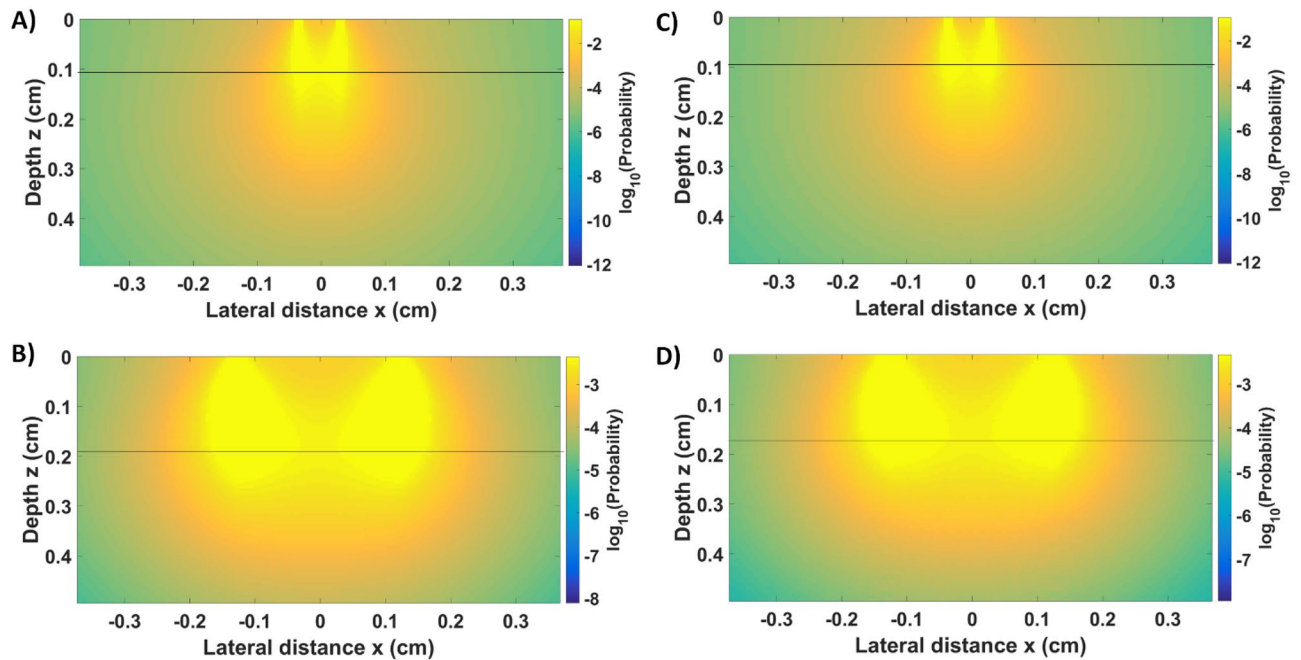 A)
0
0.1
0.2
0.3
0.4
Depth z (cm)
-0.3 -0.2 -0.1 0 0.1 0.2 0.3
Lateral distance x (cm)
-2
-4
-6
-8
-10
-12
log10(Probability)
C)
0
0.1
0.2
0.3
0.4
Depth z (cm)
-0.3 -0.2 -0.1 0 0.1 0.2 0.3
Lateral distance x (cm)
-2
-4
-6
-8
-10
-12
log10(Probability)
B)
0
0.1
0.2
0.3
0.4
Depth z (cm)
-0.3 -0.2 -0.1 0 0.1 0.2 0.3
Lateral distance x (cm)
-3
-4
-5
-6
-7
-8
log10(Probability)
D)
0
0.1
0.2
0.3
0.4
Depth z (cm)
-0.3 -0.2 -0.1 0 0.1 0.2 0.3
Lateral distance x (cm)
-3
-4
-5
-6
-7
log10(Probability)